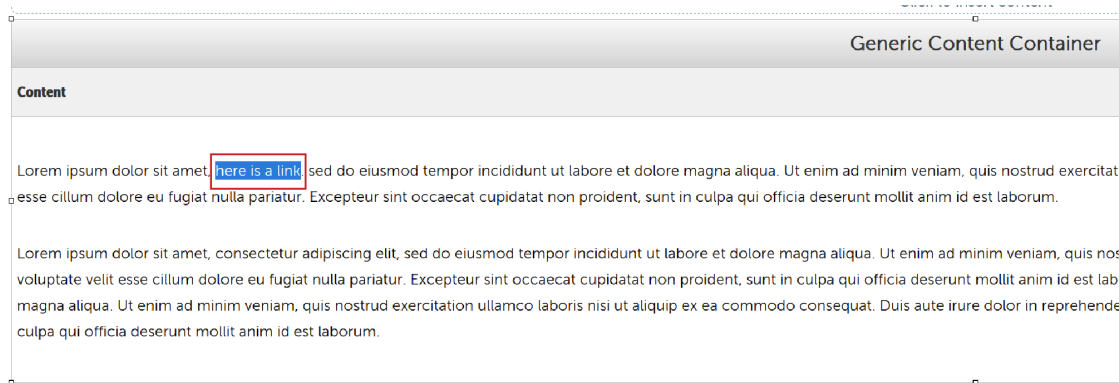 Generic Content Container
Content
Lorem ipsum dolor sit amet, here is a link, sed do eiusmod tempor incididunt ut labore et dolore magna aliqua. Ut enim ad minim veniam, quis nostrud exercitat
esse cillum dolore eu fugiat nulla pariatur. Excepteur sint occaecat cupidatat non proident, sunt in culpa qui officia deserunt mollit anim id est laborum.
Lorem ipsum dolor sit amet, consectetur adipiscing elit, sed do eiusmod tempor incididunt ut labore et dolore magna aliqua. Ut enim ad minim veniam, quis nos
voluptate velit esse cillum dolore eu fugiat nulla pariatur. Excepteur sint occaecat cupidatat non proident, sunt in culpa qui officia deserunt mollit anim id est lab
magna aliqua. Ut enim ad minim veniam, quis nostrud exercitation ullamco laboris nisi ut aliquip ex ea commodo consequat. Duis aute irure dolor in reprehende
culpa qui officia deserunt mollit anim id est laborum.